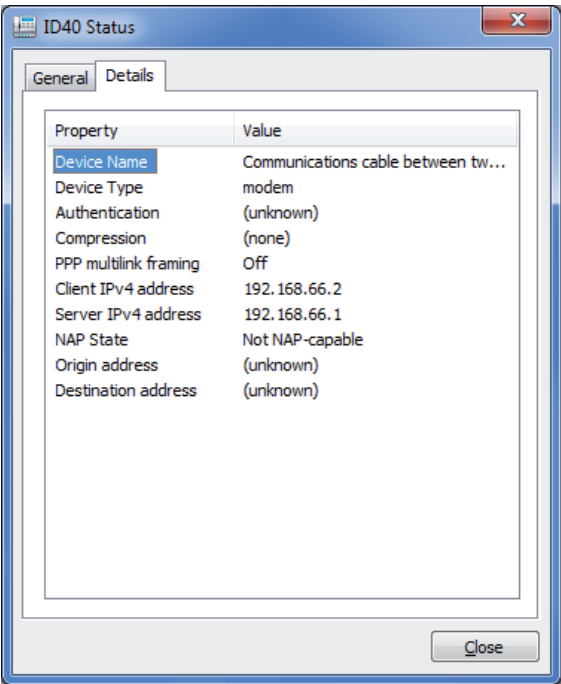 ID40 Status
General Details
Property Value
Device Name Communications cable between tw...
Device Type modem
Authentication (unknown)
Compression (none)
PPP multilink framing Off
Client IPv4 address 192.168.66.2
Server IPv4 address 192.168.66.1
NAP State Not NAP-capable
Origin address (unknown)
Destination address (unknown)
Close